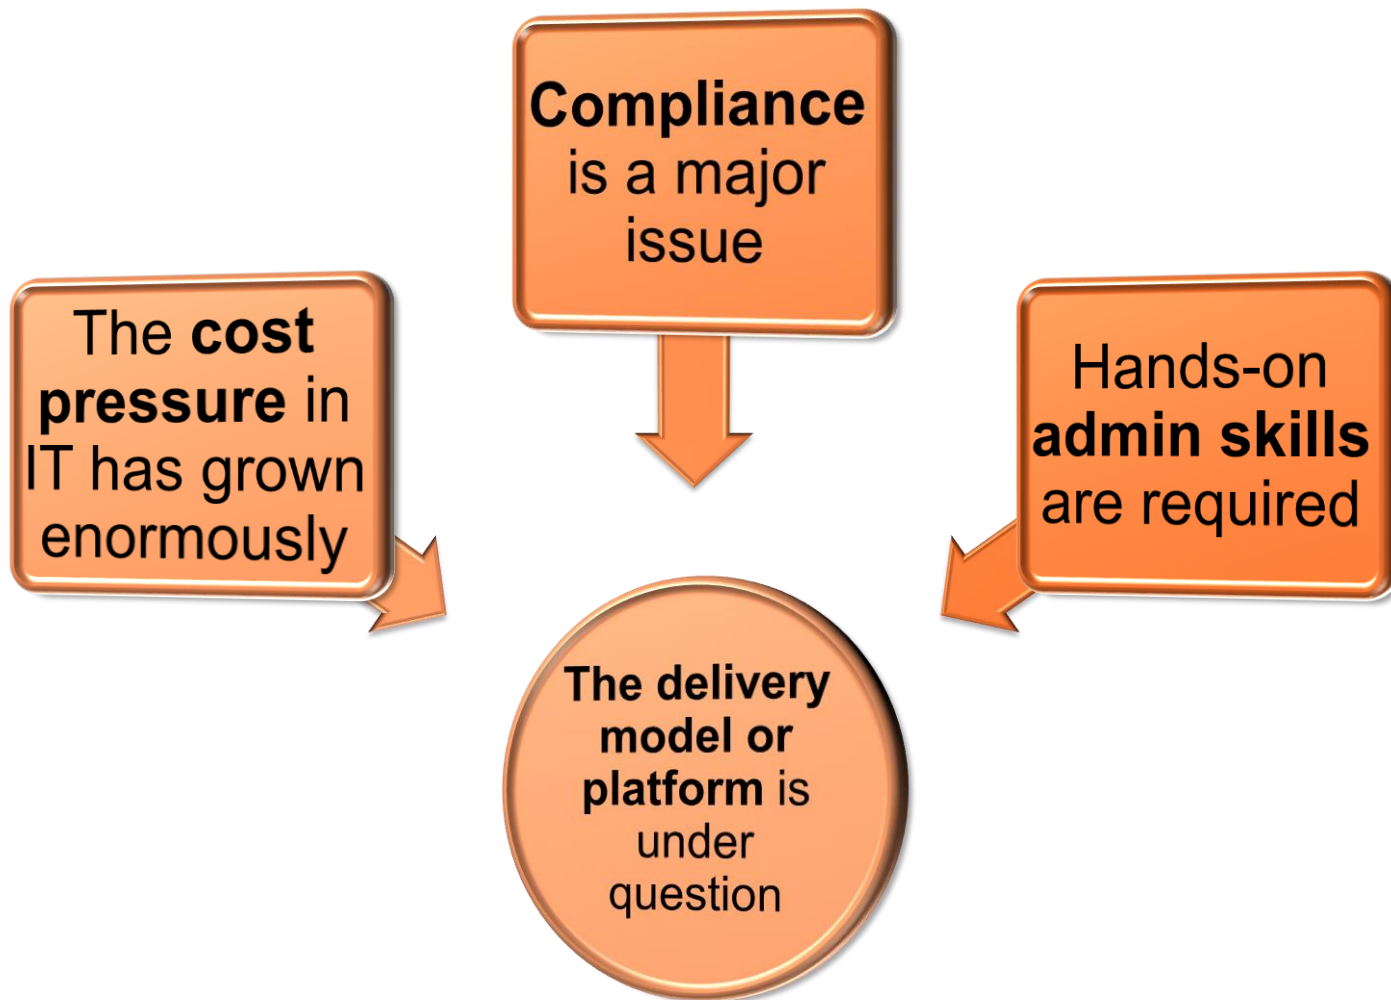 Compliance
is a major
issue
The cost
pressure in
IT has grown
enormously
Hands-on
admin skills
are required
The delivery
model or
platform is
under
question